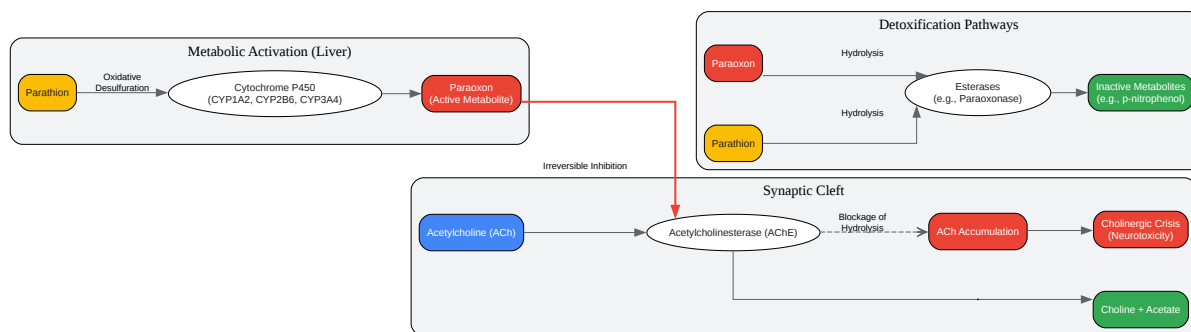 Metabolic Activation (Liver)
Parathion
Oxidative
Desulfuration
Cytochrome P450
(CYP1A2, CYP2B6, CYP3A4)
Paraoxon
(Active Metabolite)
Detoxification Pathways
Paraoxon
Hydrolysis
Esterases
(e.g., Paraoxonase)
Inactive Metabolites
(e.g., p-nitrophenol)
Hydrolysis
Parathion
Irreversible Inhibition
Synaptic Cleft
Acetylcholine (ACh)
Acetylcholinesterase (AChE)
Blockage of
Hydrolysis
ACh Accumulation
Cholinergic Crisis
(Neurotoxicity)
Choline + Acetate